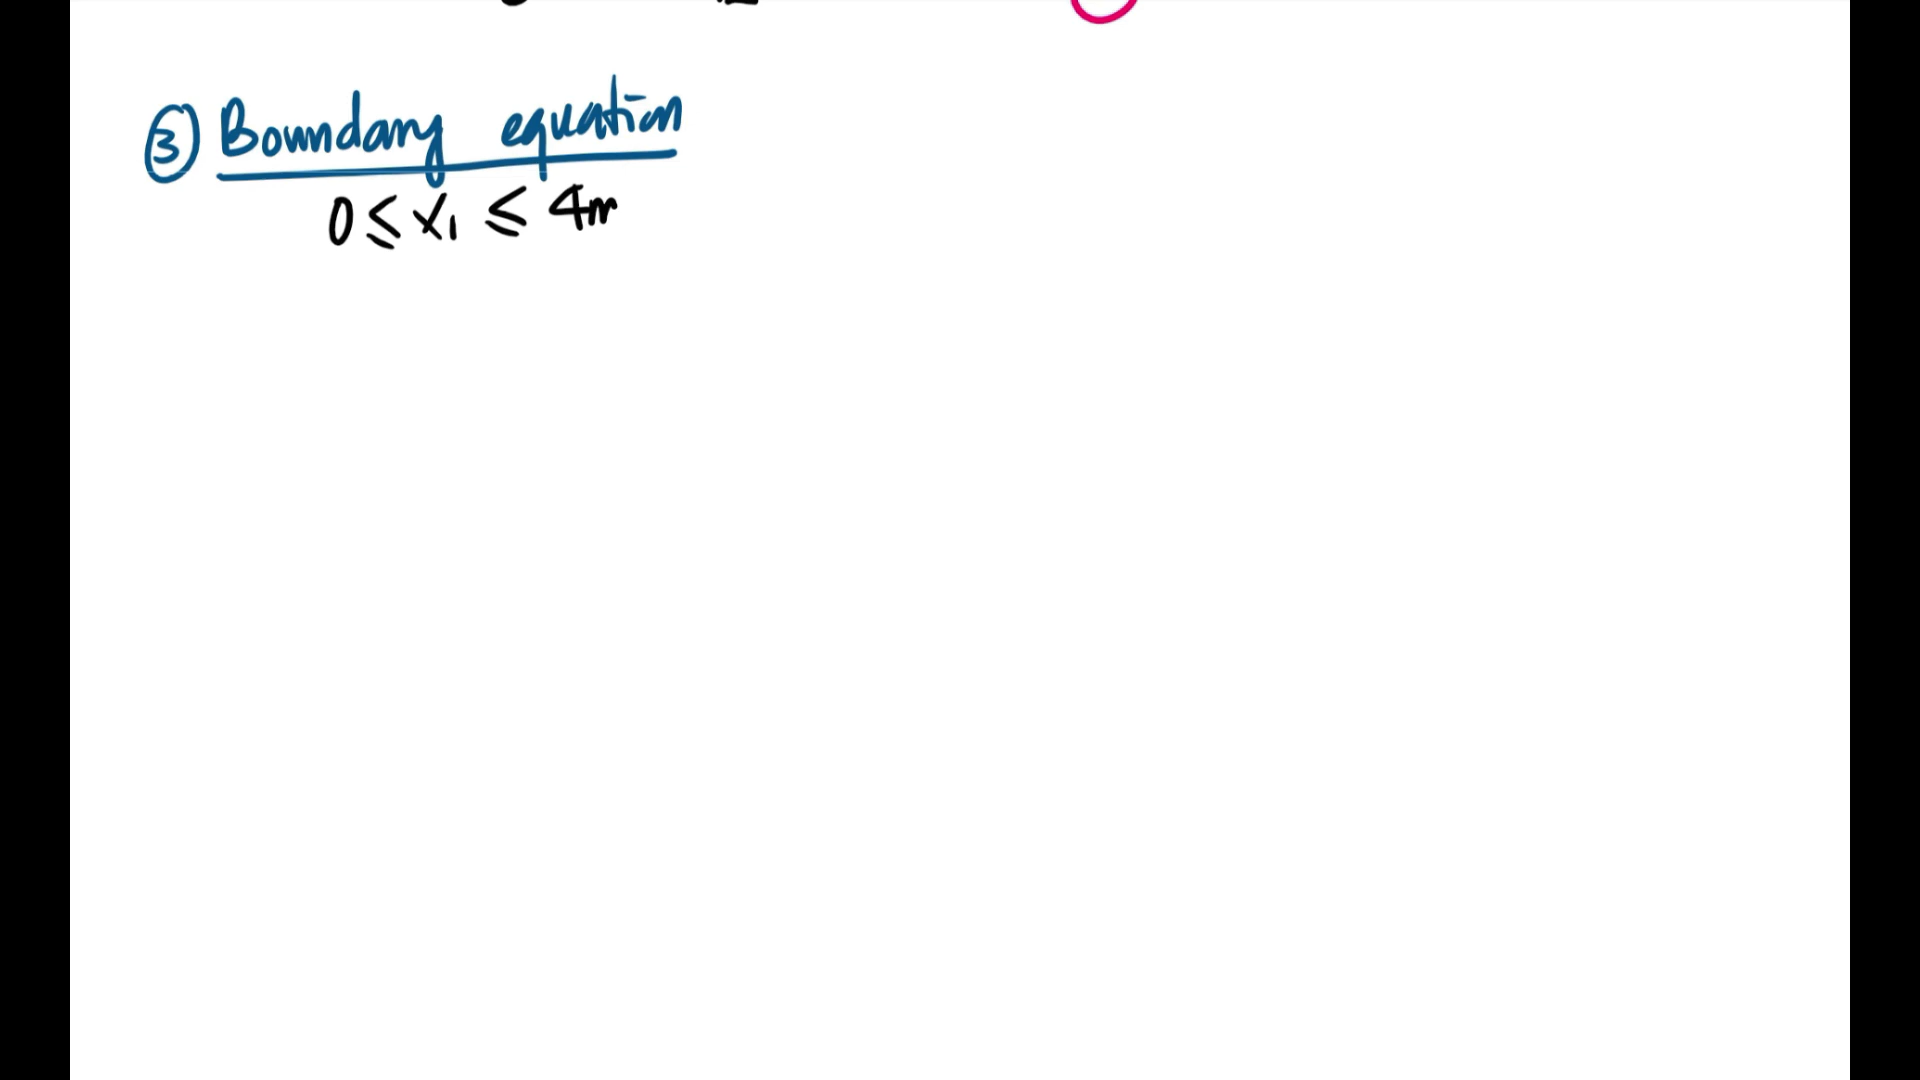 ③ Boundary equation
0 ≤ x₁ ≤ 4m